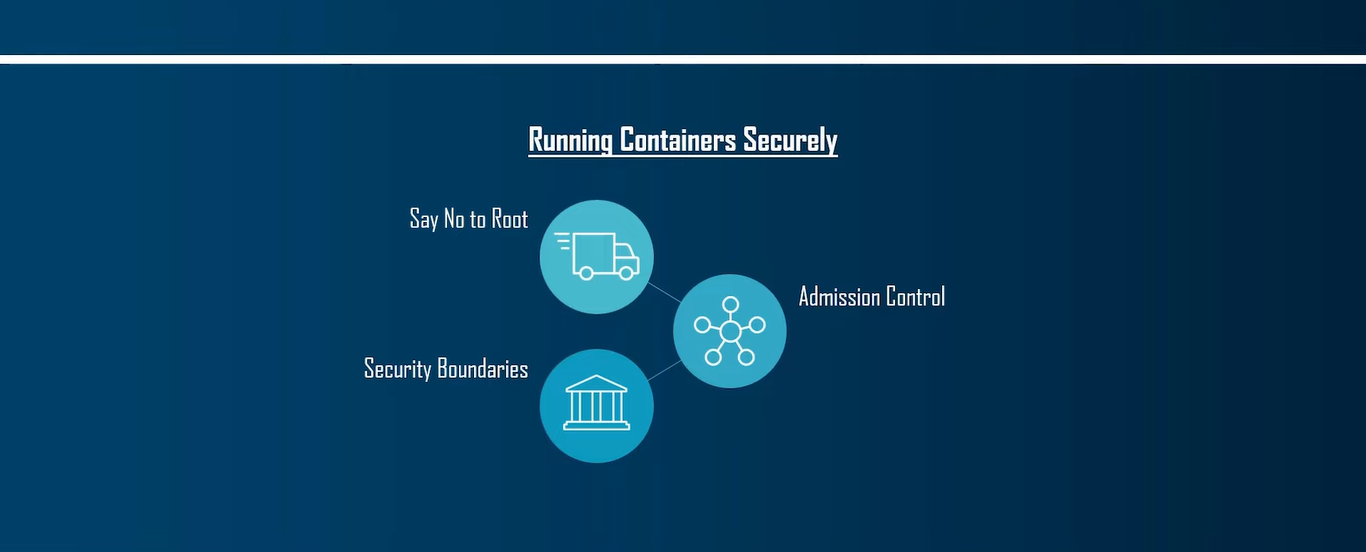 Running Containers Securely
Say No to Root
Admission Control
Security Boundaries